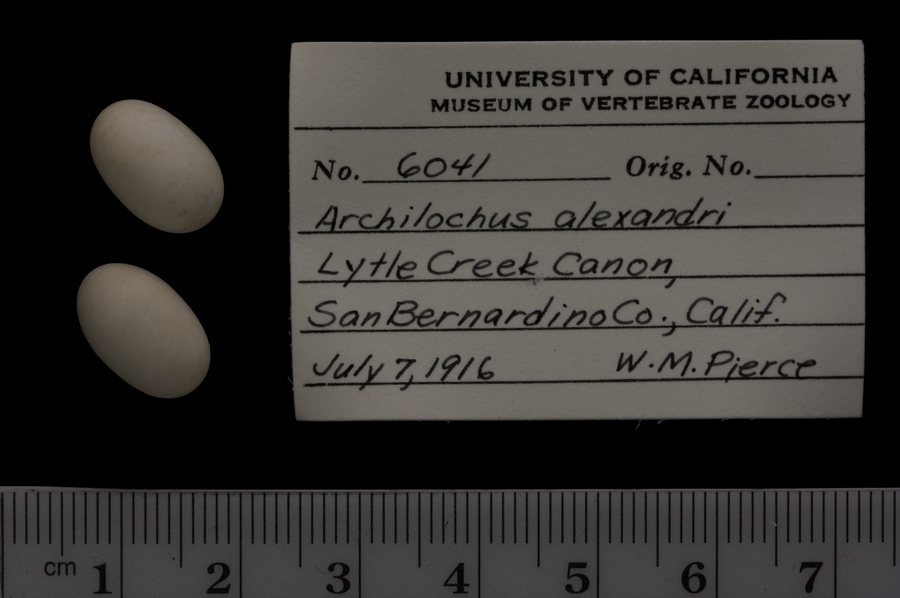 UNIVERSITY OF CALIFORNIA
MUSEUM OF VERTEBRATE ZOOLOGY
No. 6041 Orig. No.
Archilochus alexandri
Lytle Creek Canon,
San Bernardino Co., Calif.
July 7, 1916 W.M. Pierce
cm 1 2 3 4 5 6 7